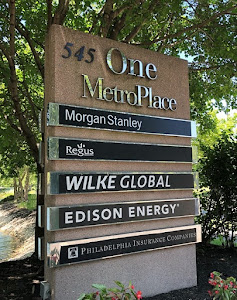 545 One
MetroPlace
Morgan Stanley
Regus
WILKE GLOBAL
EDISON ENERGY®
PHILADELPHIA INSURANCE COMPANIES